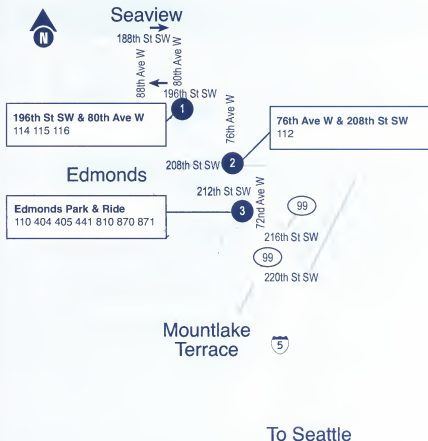 Seaview
N
188th St SW
88th Ave W
80th Ave W
196th St SW
1
196th St SW & 80th Ave W
114 115 116
76th Ave W
76th Ave W & 208th St SW
112
208th St SW
2
Edmonds
212th St SW
Edmonds Park & Ride
110 404 405 441 810 870 871
3
72nd Ave W
99
216th St SW
99
220th St SW
Mountlake
Terrace
5
To Seattle